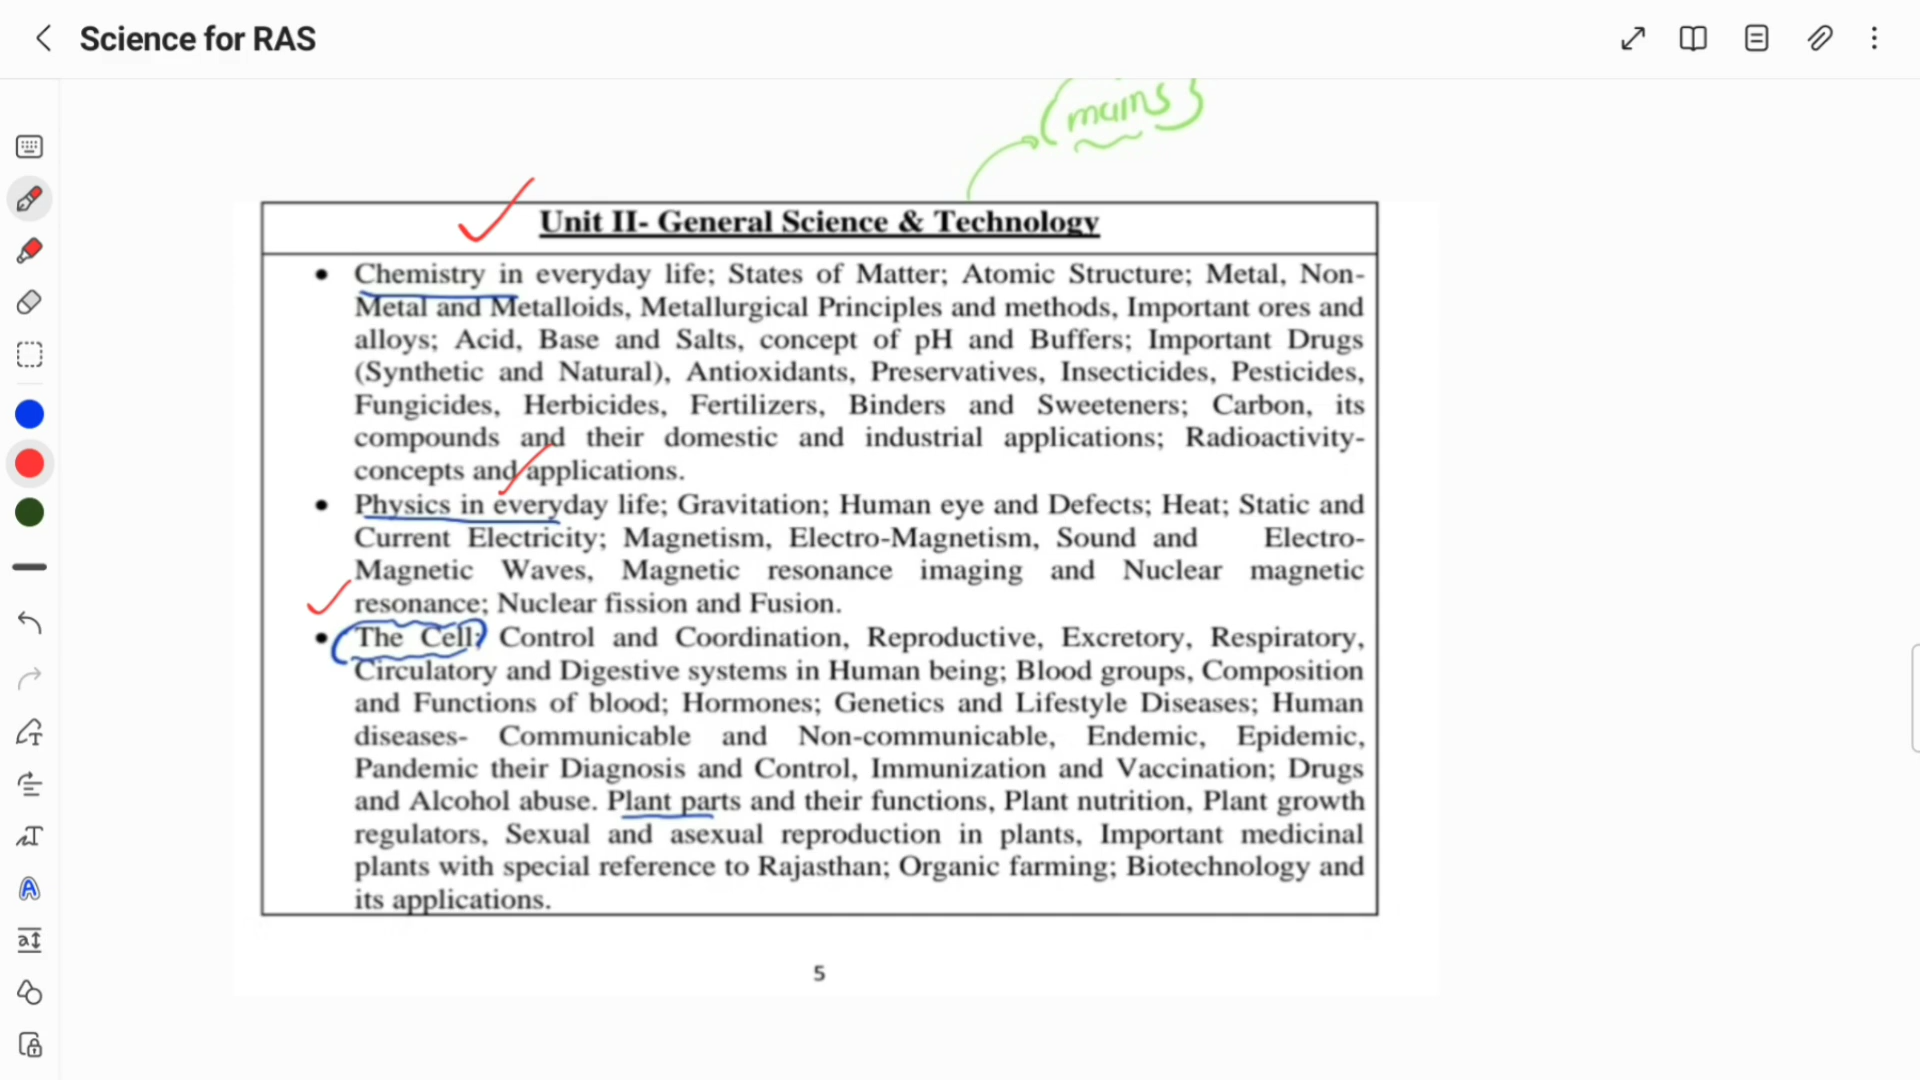 Science for RAS
mains
Unit II- General Science & Technology
• Chemistry in everyday life; States of Matter; Atomic Structure; Metal, Non-
Metal and Metalloids, Metallurgical Principles and methods, Important ores and
alloys; Acid, Base and Salts, concept of pH and Buffers; Important Drugs
(Synthetic and Natural), Antioxidants, Preservatives, Insecticides, Pesticides,
Fungicides, Herbicides, Fertilizers, Binders and Sweeteners; Carbon, its
compounds and their domestic and industrial applications; Radioactivity-
concepts and applications.
• Physics in everyday life; Gravitation; Human eye and Defects; Heat; Static and
Current Electricity; Magnetism, Electro-Magnetism, Sound and Electro-
Magnetic Waves, Magnetic resonance imaging and Nuclear magnetic
resonance; Nuclear fission and Fusion.
• The Cell; Control and Coordination, Reproductive, Excretory, Respiratory,
Circulatory and Digestive systems in Human being; Blood groups, Composition
and Functions of blood; Hormones; Genetics and Lifestyle Diseases; Human
diseases- Communicable and Non-communicable, Endemic, Epidemic,
Pandemic their Diagnosis and Control, Immunization and Vaccination; Drugs
and Alcohol abuse. Plant parts and their functions, Plant nutrition, Plant growth
regulators, Sexual and asexual reproduction in plants, Important medicinal
plants with special reference to Rajasthan; Organic farming; Biotechnology and
its applications.
5